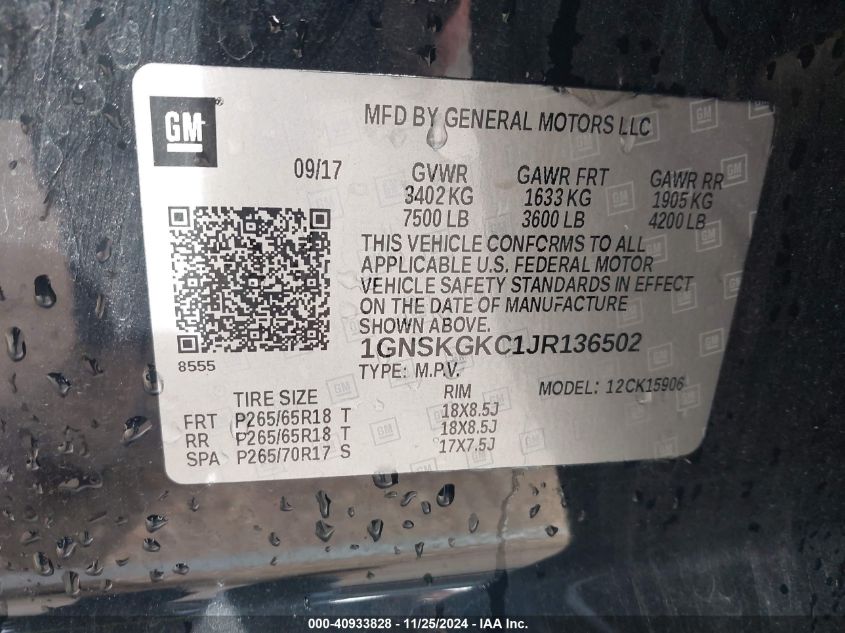 GM
MFD BY GENERAL MOTORS LLC
09/17
GVWR GAWR FRT GAWR RR
3402 KG 1633 KG 1905 KG
7500 LB 3600 LB 4200 LB
THIS VEHICLE CONFORMS TO ALL
APPLICABLE U.S. FEDERAL MOTOR
VEHICLE SAFETY STANDARDS IN EFFECT
ON THE DATE OF MANUFACTURE
SHOWN ABOVE.
8555
1GNSKGKC1JR136502
TYPE: M.P.V. MODEL: 12CK15906
TIRE SIZE RIM
FRT P265/65R18 T 18X8.5J
RR P265/65R18 T 18X8.5J
SPA P265/70R17 S 17X7.5J
000-40933828 - 11/25/2024 - IAAI.COM